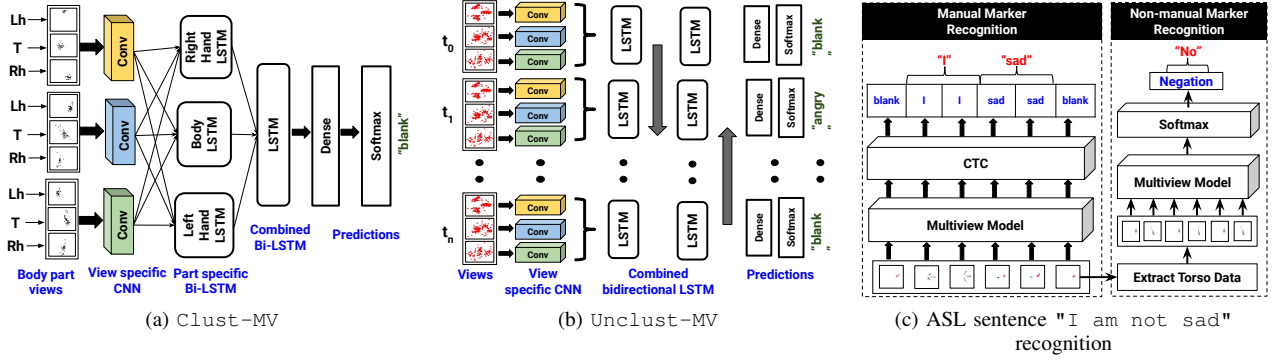 Lh
T
Rh
Lh
T
Rh
Lh
T
Rh
Conv
Conv
Conv
Right Hand LSTM
Body LSTM
Left Hand LSTM
LSTM
Dense
Softmax
"blank"
Body part views
View specific CNN
Part specific Bi-LSTM
Combined Bi-LSTM
Predictions
(a) Clust-MV
t0
Conv
Conv
Conv
LSTM
LSTM
Dense
Softmax
"blank"
t1
Conv
Conv
Conv
LSTM
LSTM
Dense
Softmax
"angry"
tn
Conv
Conv
Conv
LSTM
LSTM
Dense
Softmax
"blank"
Views
View specific CNN
Combined bidirectional LSTM
Predictions
(b) Unclust-MV
Manual Marker Recognition
"I" "sad"
blank I I sad sad blank
CTC
Multiview Model
Non-manual Marker Recognition
"No"
Negation
Softmax
Multiview Model
Extract Torso Data
(c) ASL sentence "I am not sad"
recognition